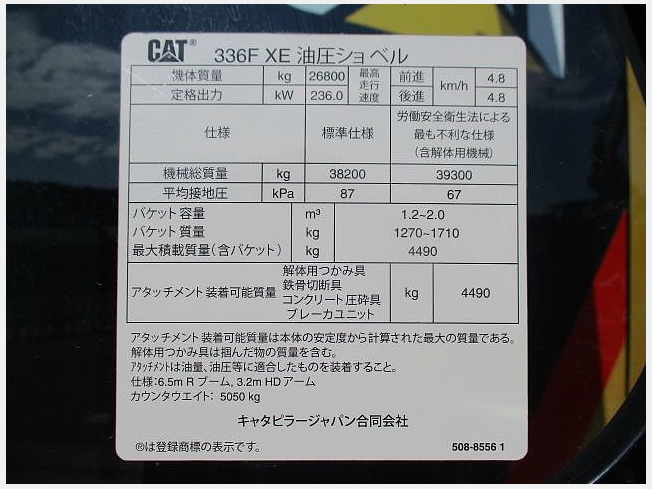 CAT® 336F XE 油圧ショベル
機体質量 kg 26800 最高走行速度 前進 km/h 4.8
定格出力 kW 236.0 後進 4.8
仕様 標準仕様 労働安全衛生法による最も不利な仕様(含解体用機械)
機械総質量 kg 38200 39300
平均接地圧 kPa 87 67
バケット容量 m³ 1.2~2.0
バケット質量 kg 1270~1710
最大積載質量(含バケット) kg 4490
アタッチメント装着可能質量 解体用つかみ具 kg 4490
鉄骨切断具
コンクリート圧砕具
ブレーカユニット
アタッチメント装着可能質量は本体の安定度から計算された最大の質量である。
解体用つかみ具は掴んだ物の質量を含む。
アタッチメントは油量、油圧等に適合したものを装着すること。
仕様:6.5m R ブーム, 3.2m HD アーム
カウンタウエイト: 5050 kg
キャタピラージャパン合同会社
®は登録商標の表示です。 508-8556 1